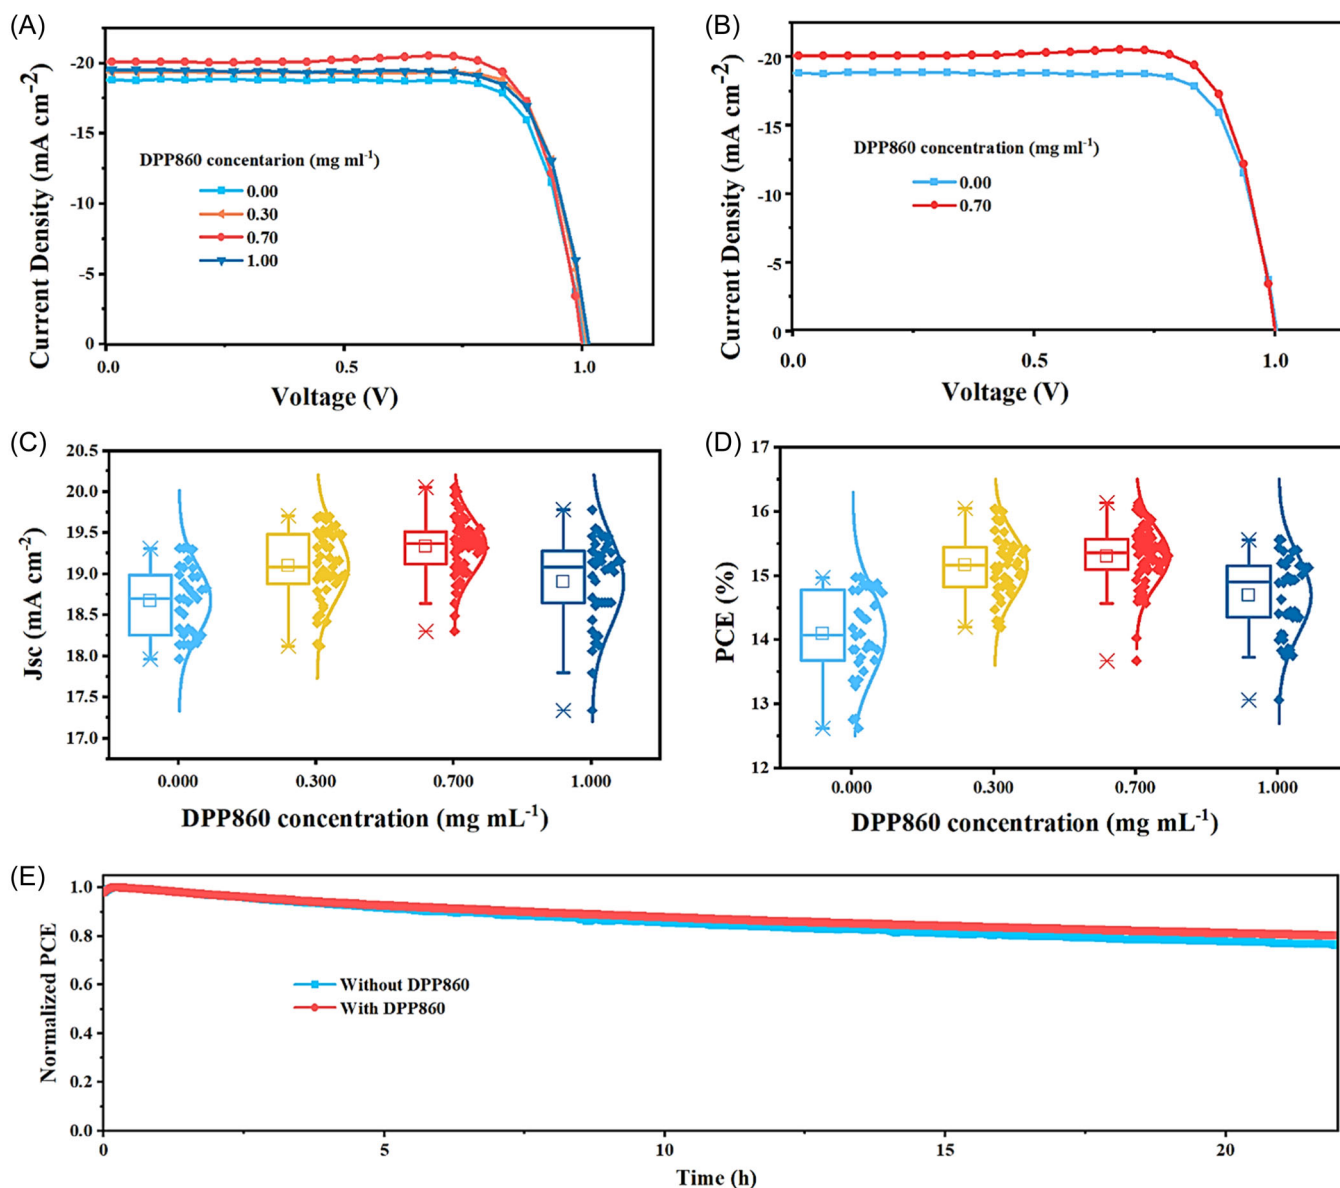 (A)
Current Density (mA cm-2)
-20
-15
-10
-5
0
DPP860 concentarion (mg ml-1)
0.00
0.30
0.70
1.00
0.0 0.5 1.0
Voltage (V)
(B)
Current Density (mA cm-2)
-20
-15
-10
-5
0
DPP860 concentration (mg ml-1)
0.00
0.70
0.0 0.5 1.0
Voltage (V)
(C)
Jsc (mA cm-2)
20.5
20.0
19.5
19.0
18.5
18.0
17.5
17.0
0.000 0.300 0.700 1.000
DPP860 concentration (mg mL-1)
(D)
PCE (%)
17
16
15
14
13
12
0.000 0.300 0.700 1.000
DPP860 concentration (mg mL-1)
(E)
Normalized PCE
1.0
0.8
0.6
0.4
0.2
0.0
Without DPP860
With DPP860
0 5 10 15 20
Time (h)